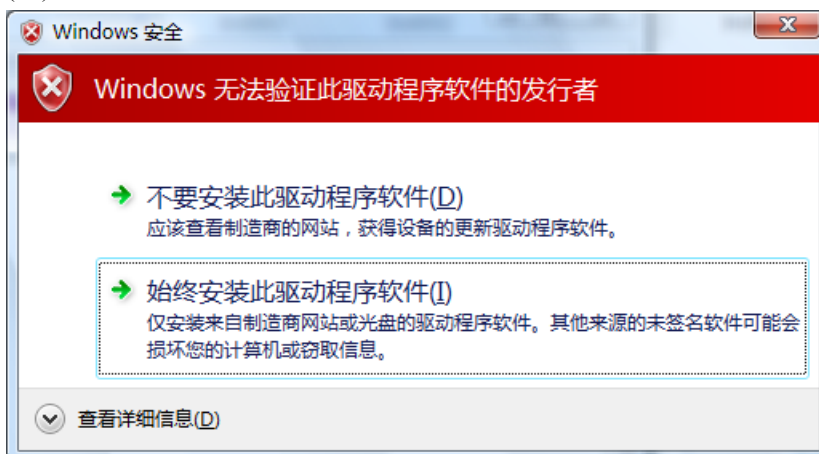 Windows 安全
Windows 无法验证此驱动程序软件的发行者
不要安装此驱动程序软件(D)
应该查看制造商的网站，获得设备的更新驱动程序软件。
始终安装此驱动程序软件(I)
仅安装来自制造商网站或光盘的驱动程序软件。其他来源的未签名软件可能会
损坏您的计算机或窃取信息。
查看详细信息(D)